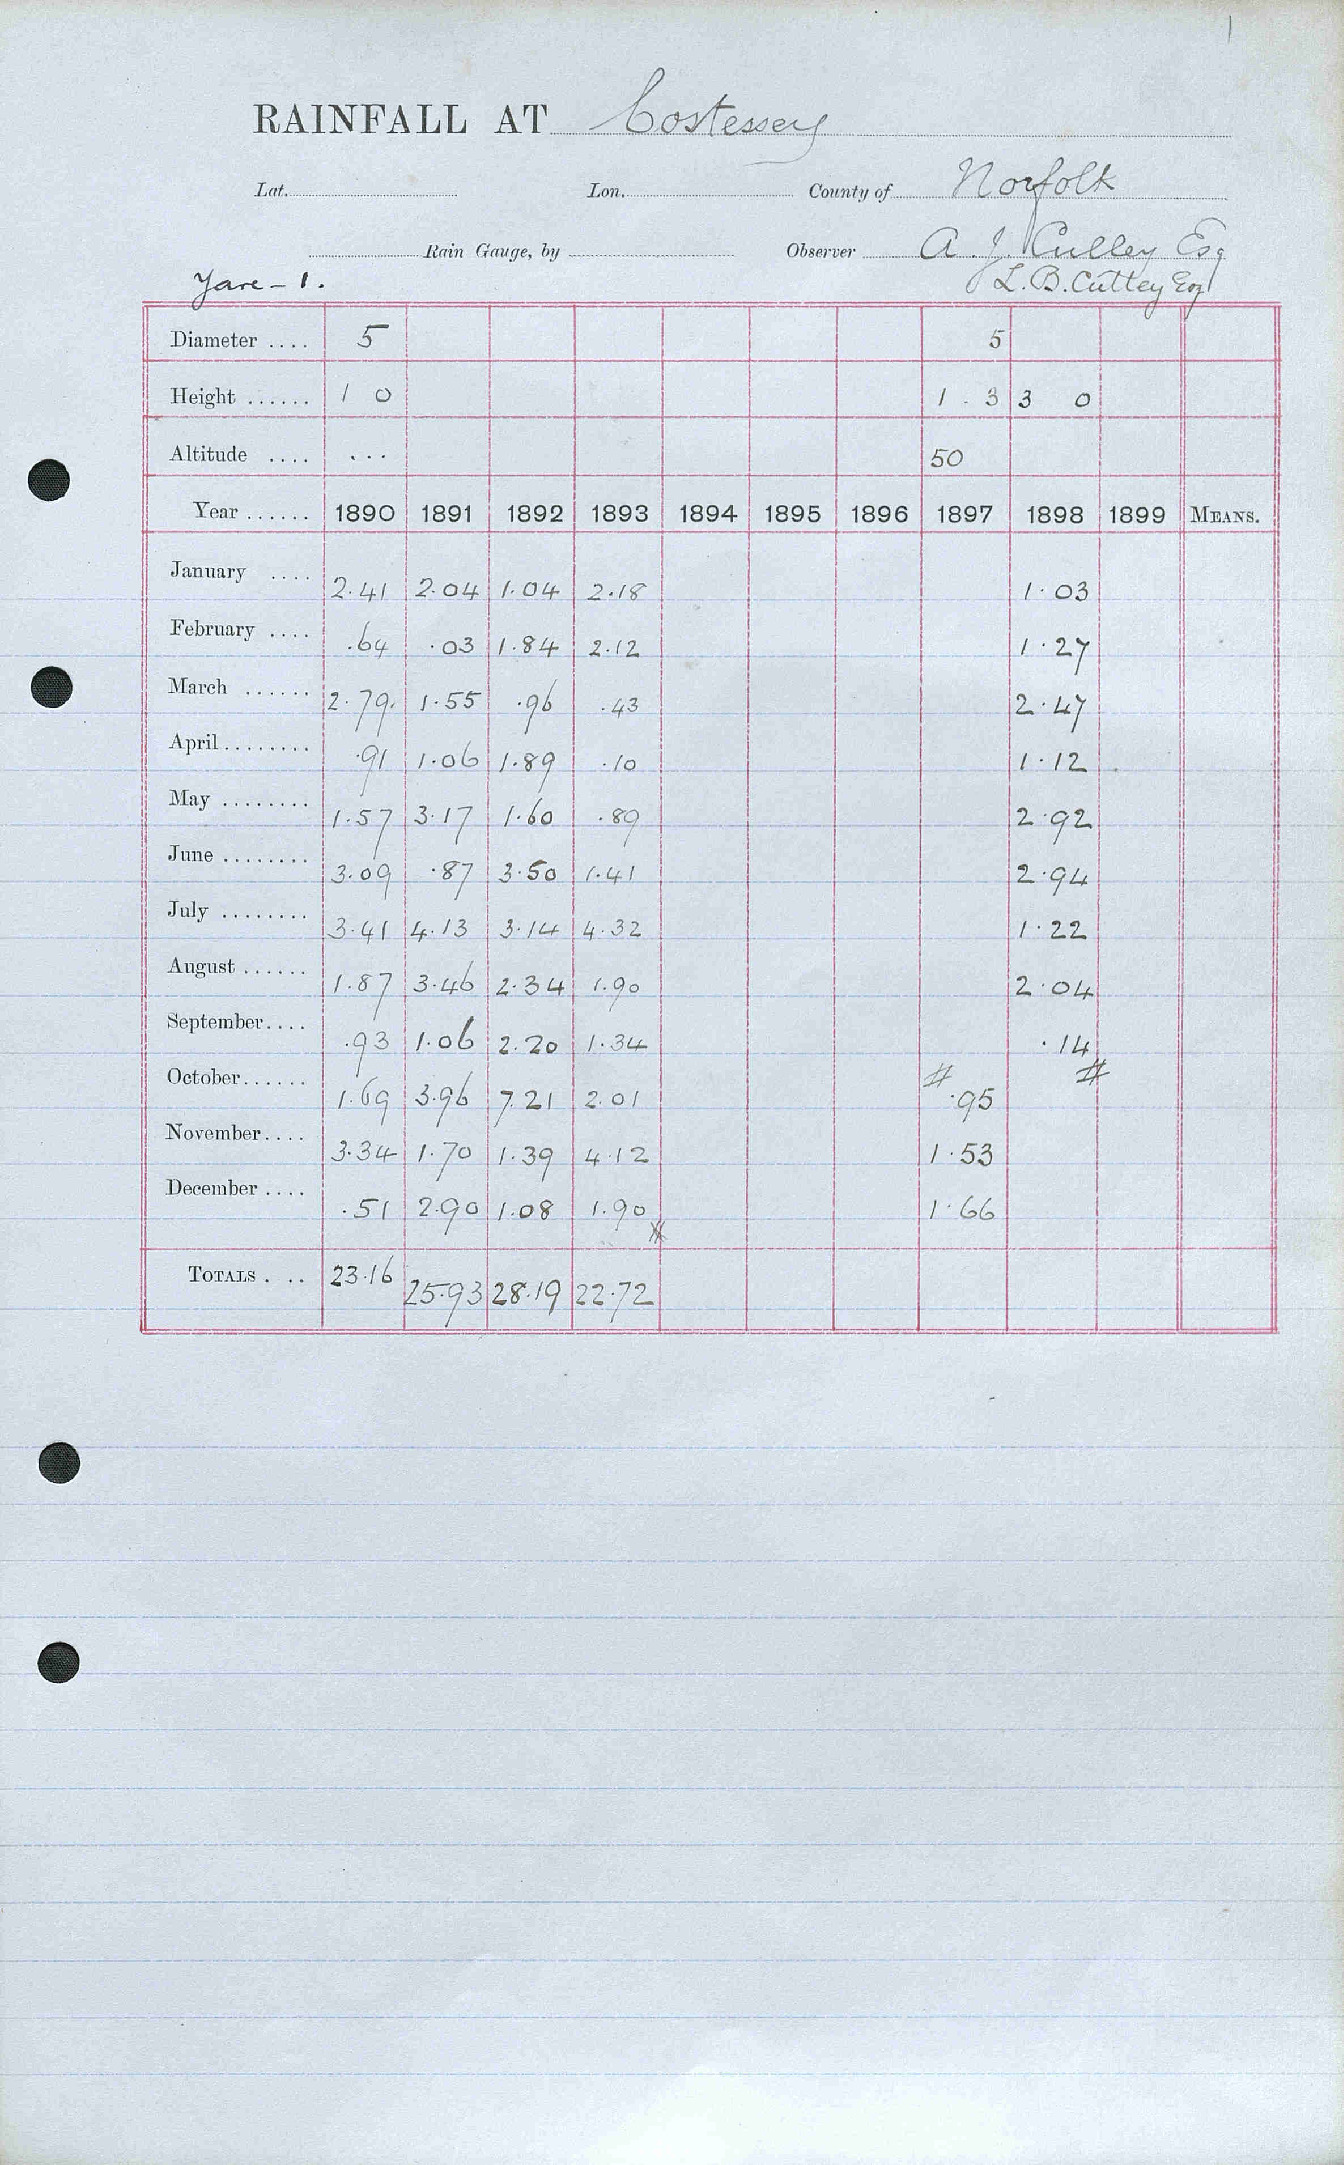 1
RAINFALL AT Costessey
Lat. Lon. County of Norfolk
Rain Gauge, by Observer A. J. Culley Esq
Yare - 1. L. B. Cutley Esq
Diameter .... 5 5
Height ...... 1 0 1 . 3 3 0
Altitude .... ... 50
Year ...... 1890 1891 1892 1893 1894 1895 1896 1897 1898 1899 MEANS.
January .... 2.41 2.04 1.04 2.18 1.03
February .... .64 .03 1.84 2.12 1.27
March ...... 2.79 1.55 .96 .43 2.47
April ........ .91 1.06 1.89 .10 1.12
May ........ 1.57 3.17 1.60 .89 2.92
June ........ 3.09 .87 3.50 1.41 2.94
July ........ 3.41 4.13 3.14 4.32 1.22
August ...... 1.87 3.46 2.34 1.90 2.04
September.... .93 1.06 2.20 1.34 .14
October...... 1.69 3.96 7.21 2.01 # .95 #
November.... 3.34 1.70 1.39 4.12 1.53
December .... .51 2.90 1.08 1.90 # 1.66
TOTALS . .. 23.16 25.93 28.19 22.72